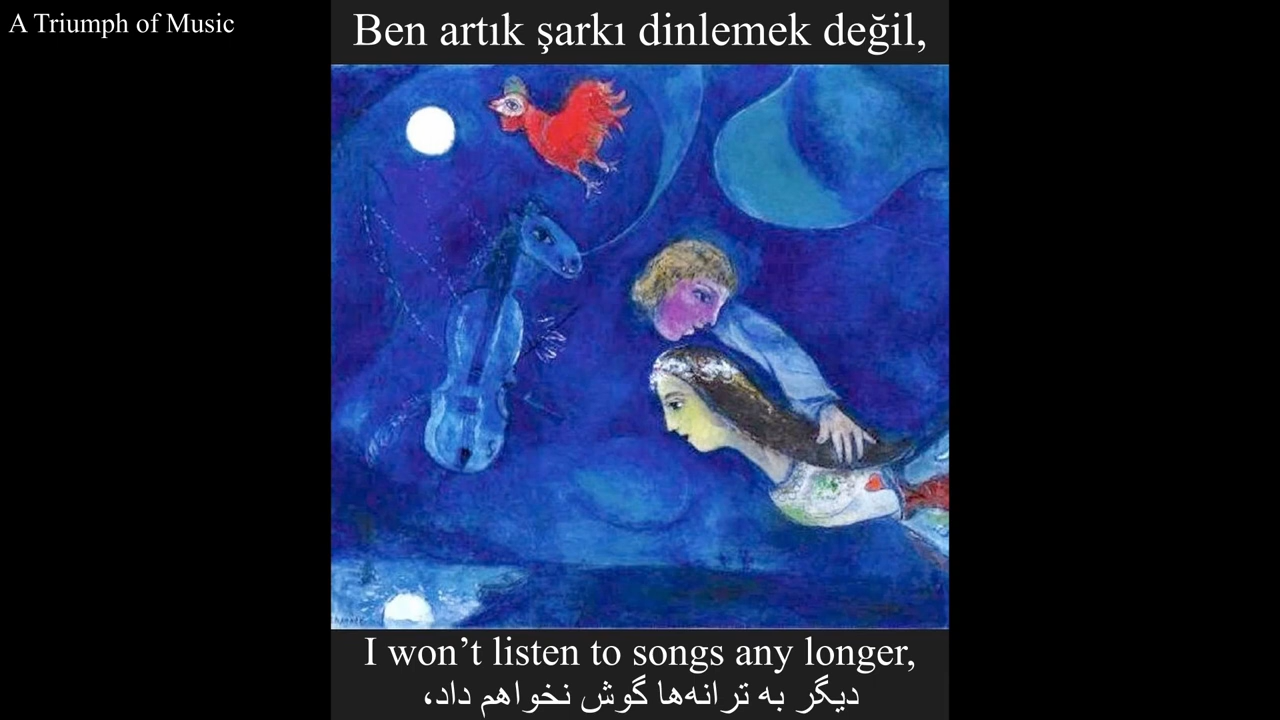 A Triumph of Music
Ben artık şarkı dinlemek değil,
I won’t listen to songs any longer,
دیگر به ترانه‌ها گوش نخواهم داد،